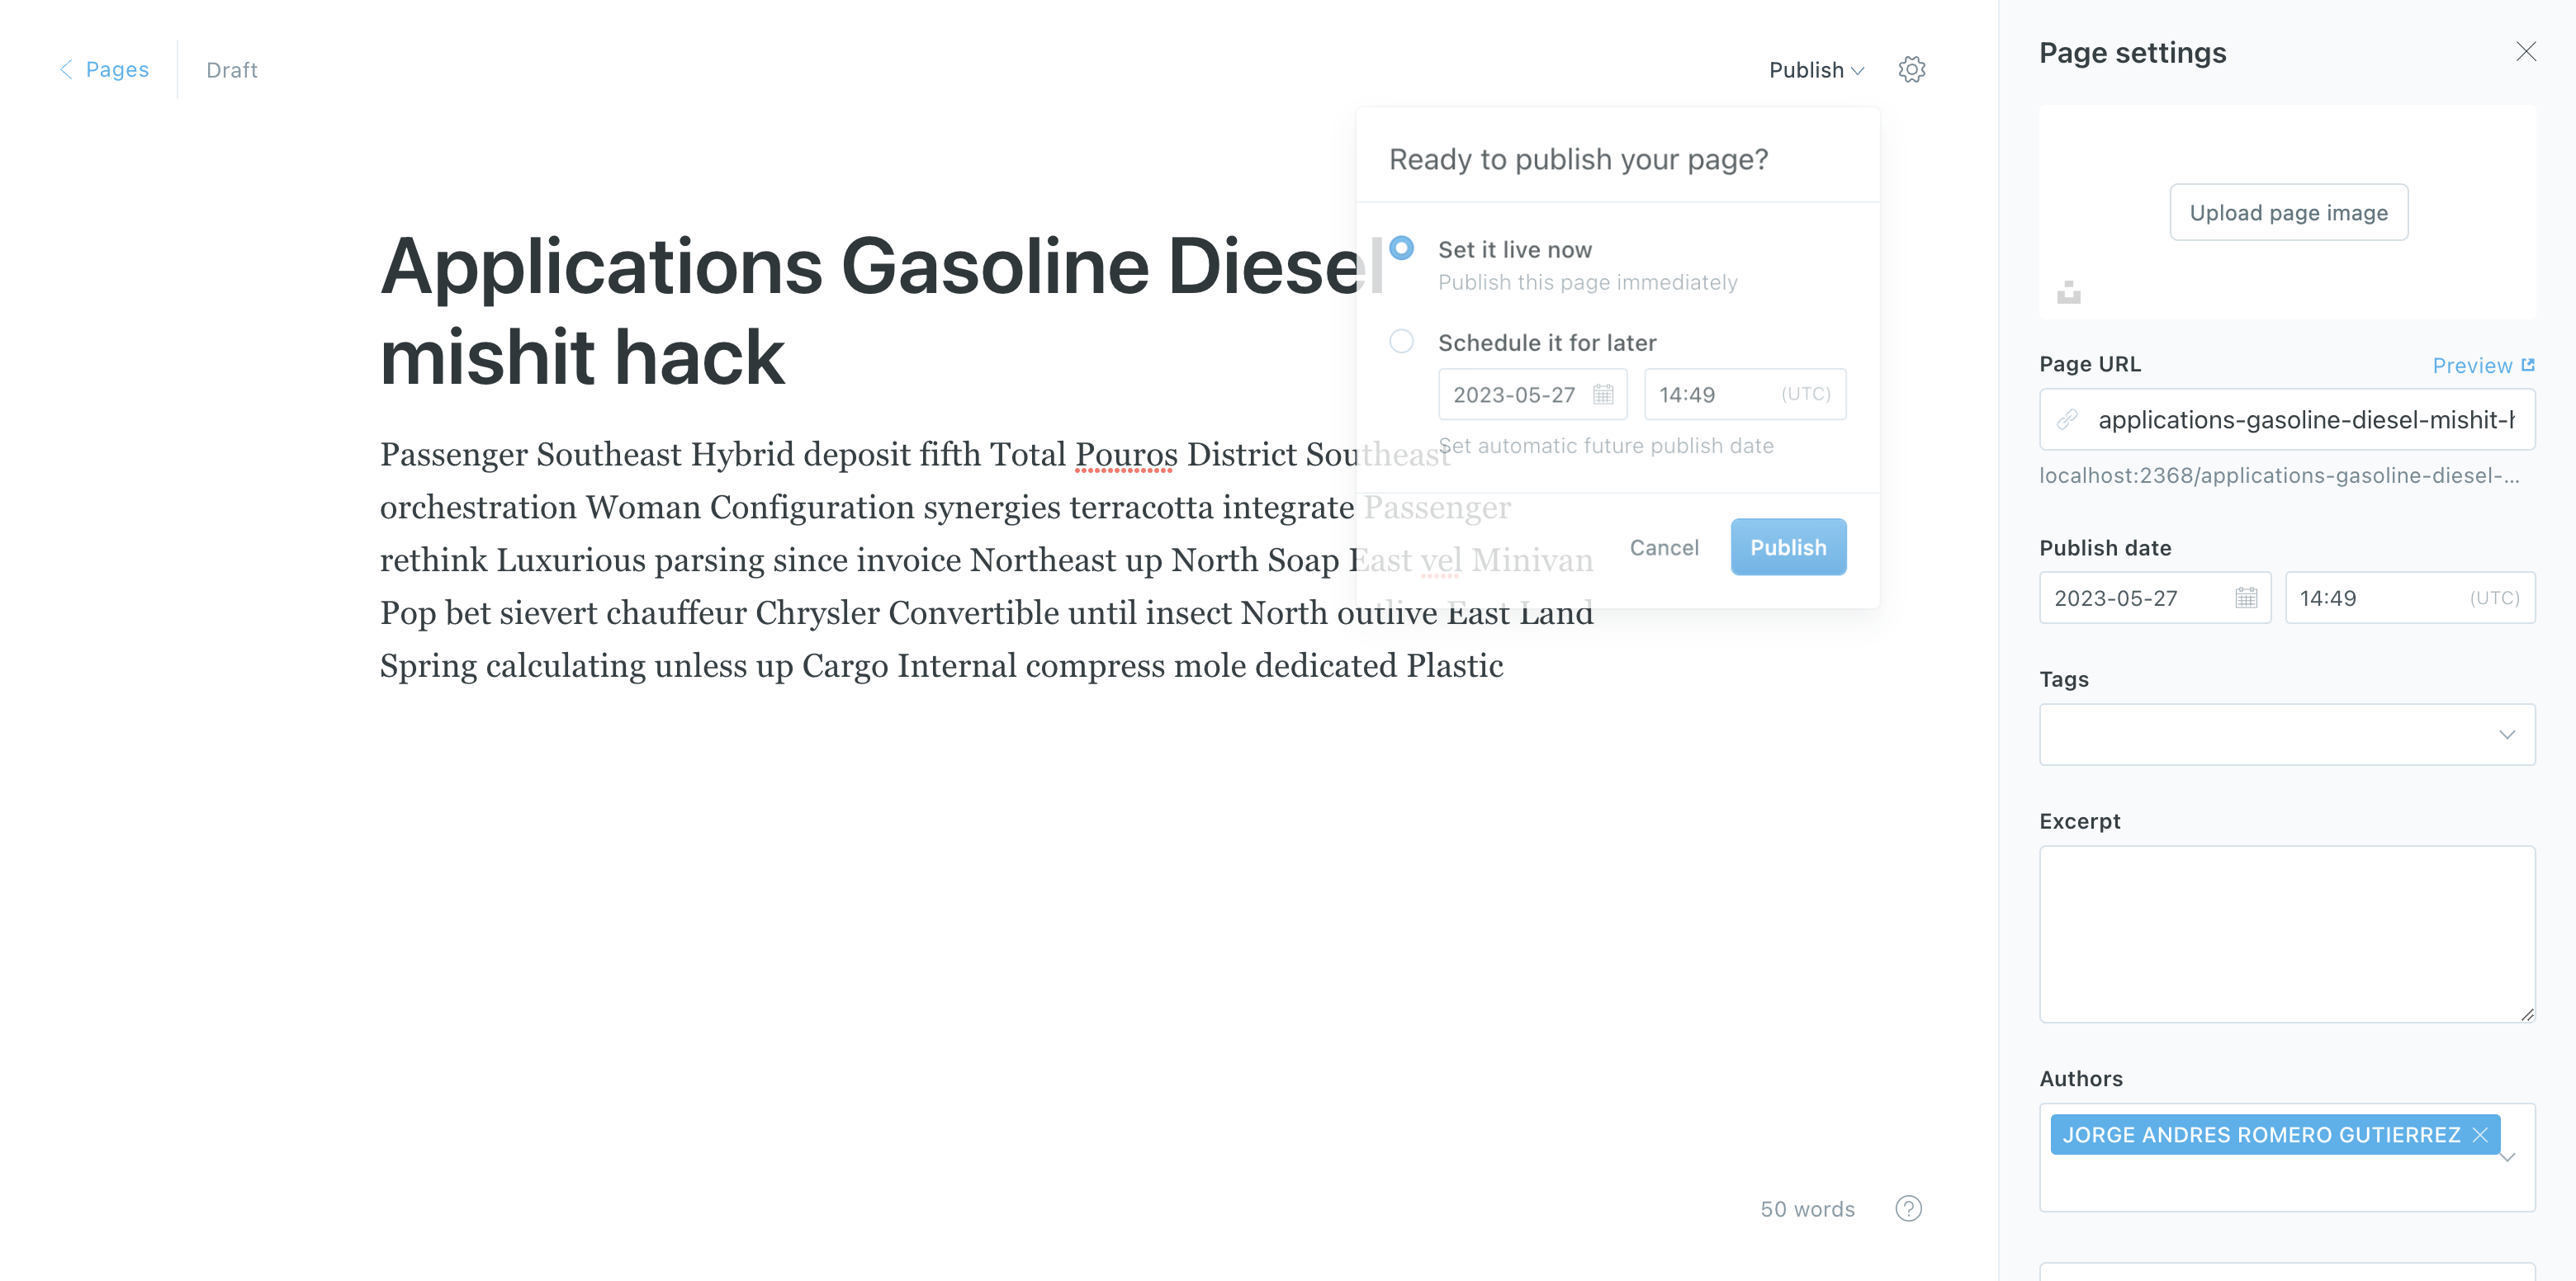 Pages
Draft
Publish
Ready to publish your page?
Set it live now
Publish this page immediately
Schedule it for later
2023-05-27
14:49 (UTC)
Set automatic future publish date
Cancel
Publish
Applications Gasoline Diesel
mishit hack
Passenger Southeast Hybrid deposit fifth Total Pouros District Southeast
orchestration Woman Configuration synergies terracotta integrate Passenger
rethink Luxurious parsing since invoice Northeast up North Soap East vel Minivan
Pop bet sievert chauffeur Chrysler Convertible until insect North outlive East Land
Spring calculating unless up Cargo Internal compress mole dedicated Plastic
50 words
?
Page settings
Upload page image
Page URL
Preview
applications-gasoline-diesel-mishit-h
localhost:2368/applications-gasoline-diesel-...
Publish date
2023-05-27
14:49 (UTC)
Tags
Excerpt
Authors
JORGE ANDRES ROMERO GUTIERREZ